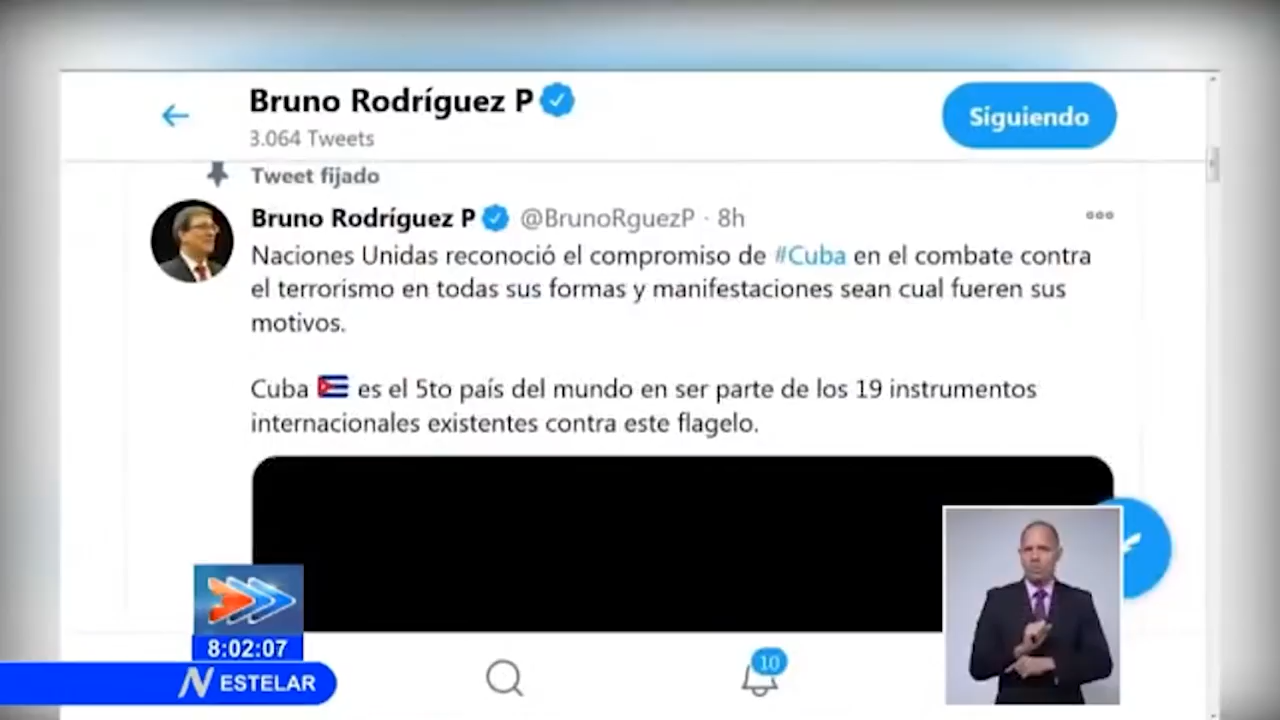 Bruno Rodríguez P
Siguiendo
3.064 Tweets
Tweet fijado
Bruno Rodríguez P @BrunoRguezP · 8h
Naciones Unidas reconoció el compromiso de #Cuba en el combate contra
el terrorismo en todas sus formas y manifestaciones sean cual fueren sus
motivos.
Cuba 🇨🇺 es el 5to país del mundo en ser parte de los 19 instrumentos
internacionales existentes contra este flagelo.
8:02:07
N ESTELAR
10